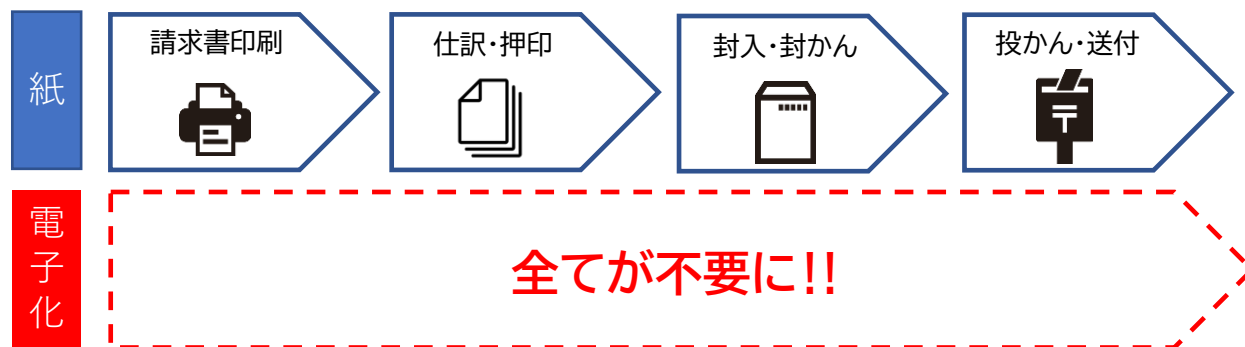 紙
請求書印刷
仕訳・押印
封入・封かん
投かん・送付
〒
電子化
全てが不要に!!